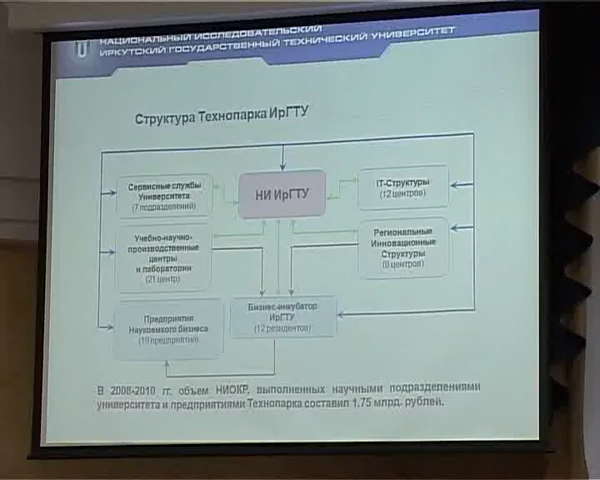 НАЦИОНАЛЬНЫЙ ИССЛЕДОВАТЕЛЬСКИЙ
ИРКУТСКИЙ ГОСУДАРСТВЕННЫЙ ТЕХНИЧЕСКИЙ УНИВЕРСИТЕТ
Структура Технопарка ИрГТУ
Сервисные службы
Университета
(7 подразделений)
НИ ИрГТУ
IT-Структуры
(12 центров)
Учебно-научно-
производственные
центры
и лаборатории
(21 центр)
Региональные
Инновационные
Структуры
центров)
Предприятия
Наукоемкого бизнеса
(19 предприятий)
Бизнес-инкубатор
ИрГТУ
(12 резидентов)
В 2008-2010 гг. объем НИОКР, выполненных научными подразделениями
университета и предприятиями Технопарка составил 1,75 млрд. рублей.